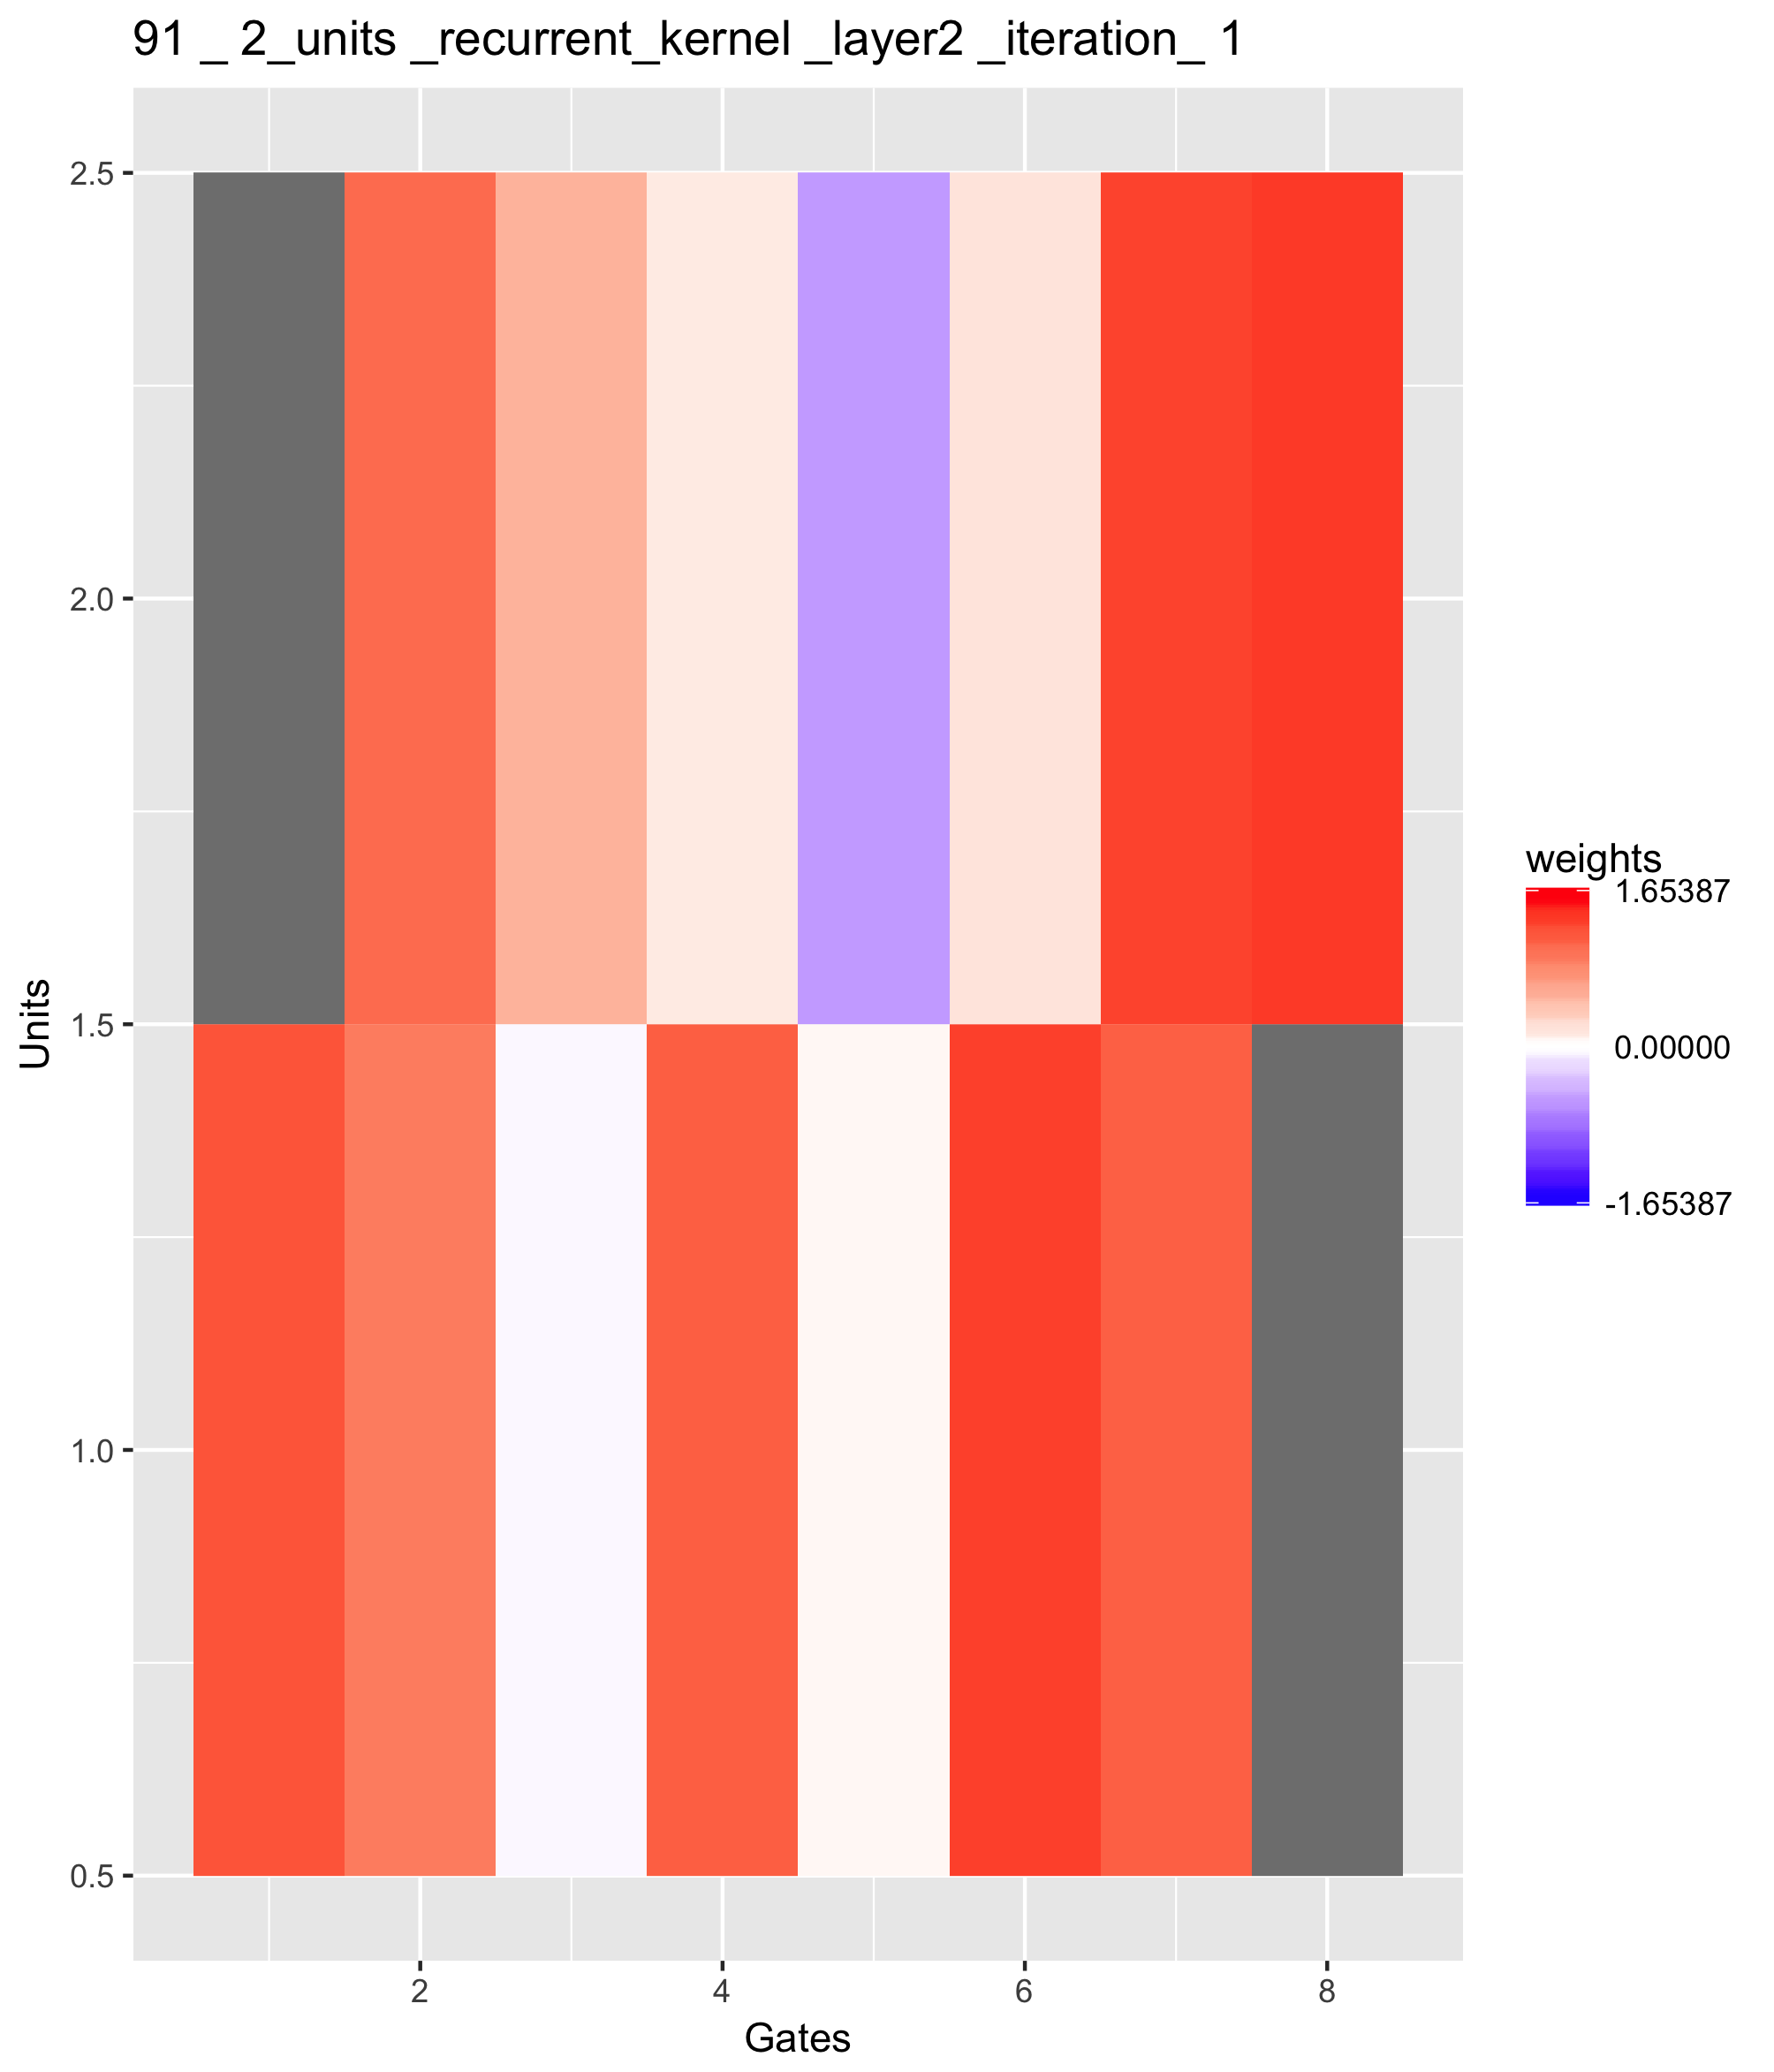 91 _ 2_units _recurrent_kernel _layer2 _iteration_ 1
2.5
2.0
1.5
1.0
0.5
Units
2 4 6 8
Gates
weights
1.65387
0.00000
-1.65387